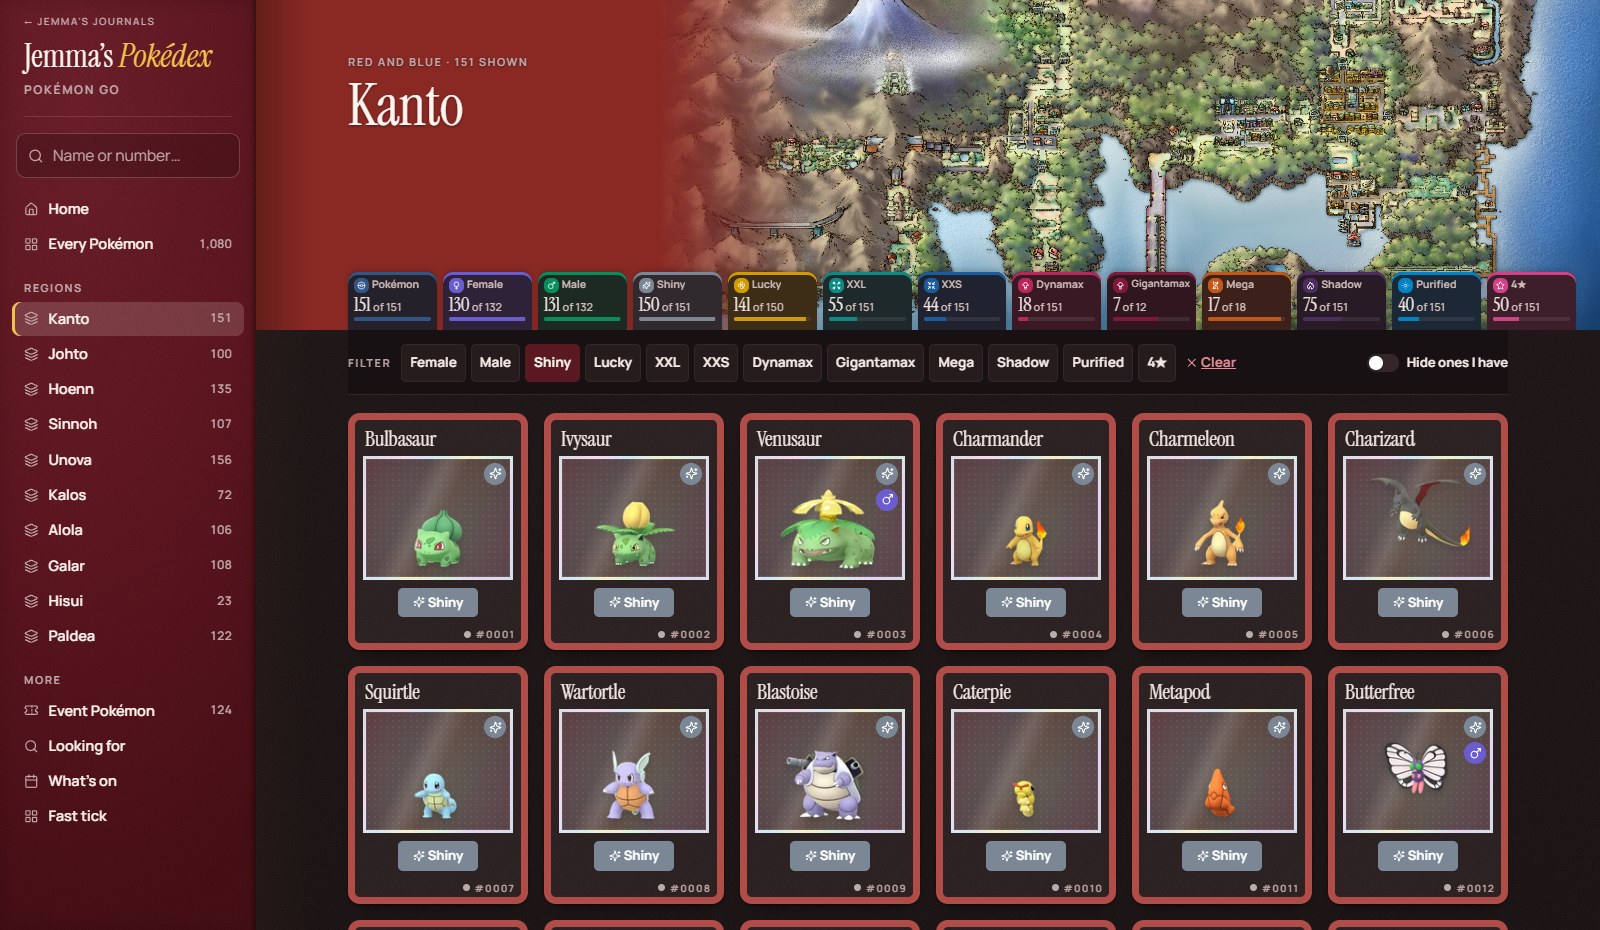 ← JEMMA'S JOURNALS
Jemma's Pokédex
POKÉMON GO
Name or number...
Home
Every Pokémon 1,080
REGIONS
Kanto 151
Johto 100
Hoenn 135
Sinnoh 107
Unova 156
Kalos 72
Alola 106
Galar 108
Hisui 23
Paldea 122
MORE
Event Pokémon 124
Looking for
What's on
Fast tick
RED AND BLUE · 151 SHOWN
Kanto
Pokémon 151 of 151
Female 130 of 132
Male 131 of 132
Shiny 150 of 151
Lucky 141 of 150
XXL 55 of 151
XXS 44 of 151
Dynamax 18 of 151
Gigantamax 7 of 12
Mega 17 of 18
Shadow 75 of 151
Purified 40 of 151
4★ 50 of 151
FILTER Female Male Shiny Lucky XXL XXS Dynamax Gigantamax Mega Shadow Purified 4★ × Clear Hide ones I have
Bulbasaur Ivysaur Venusaur Charmander Charmeleon Charizard
Shiny Shiny Shiny Shiny Shiny Shiny
#0001 #0002 #0003 #0004 #0005 #0006
Squirtle Wartortle Blastoise Caterpie Metapod Butterfree
Shiny Shiny Shiny Shiny Shiny Shiny
#0007 #0008 #0009 #0010 #0011 #0012